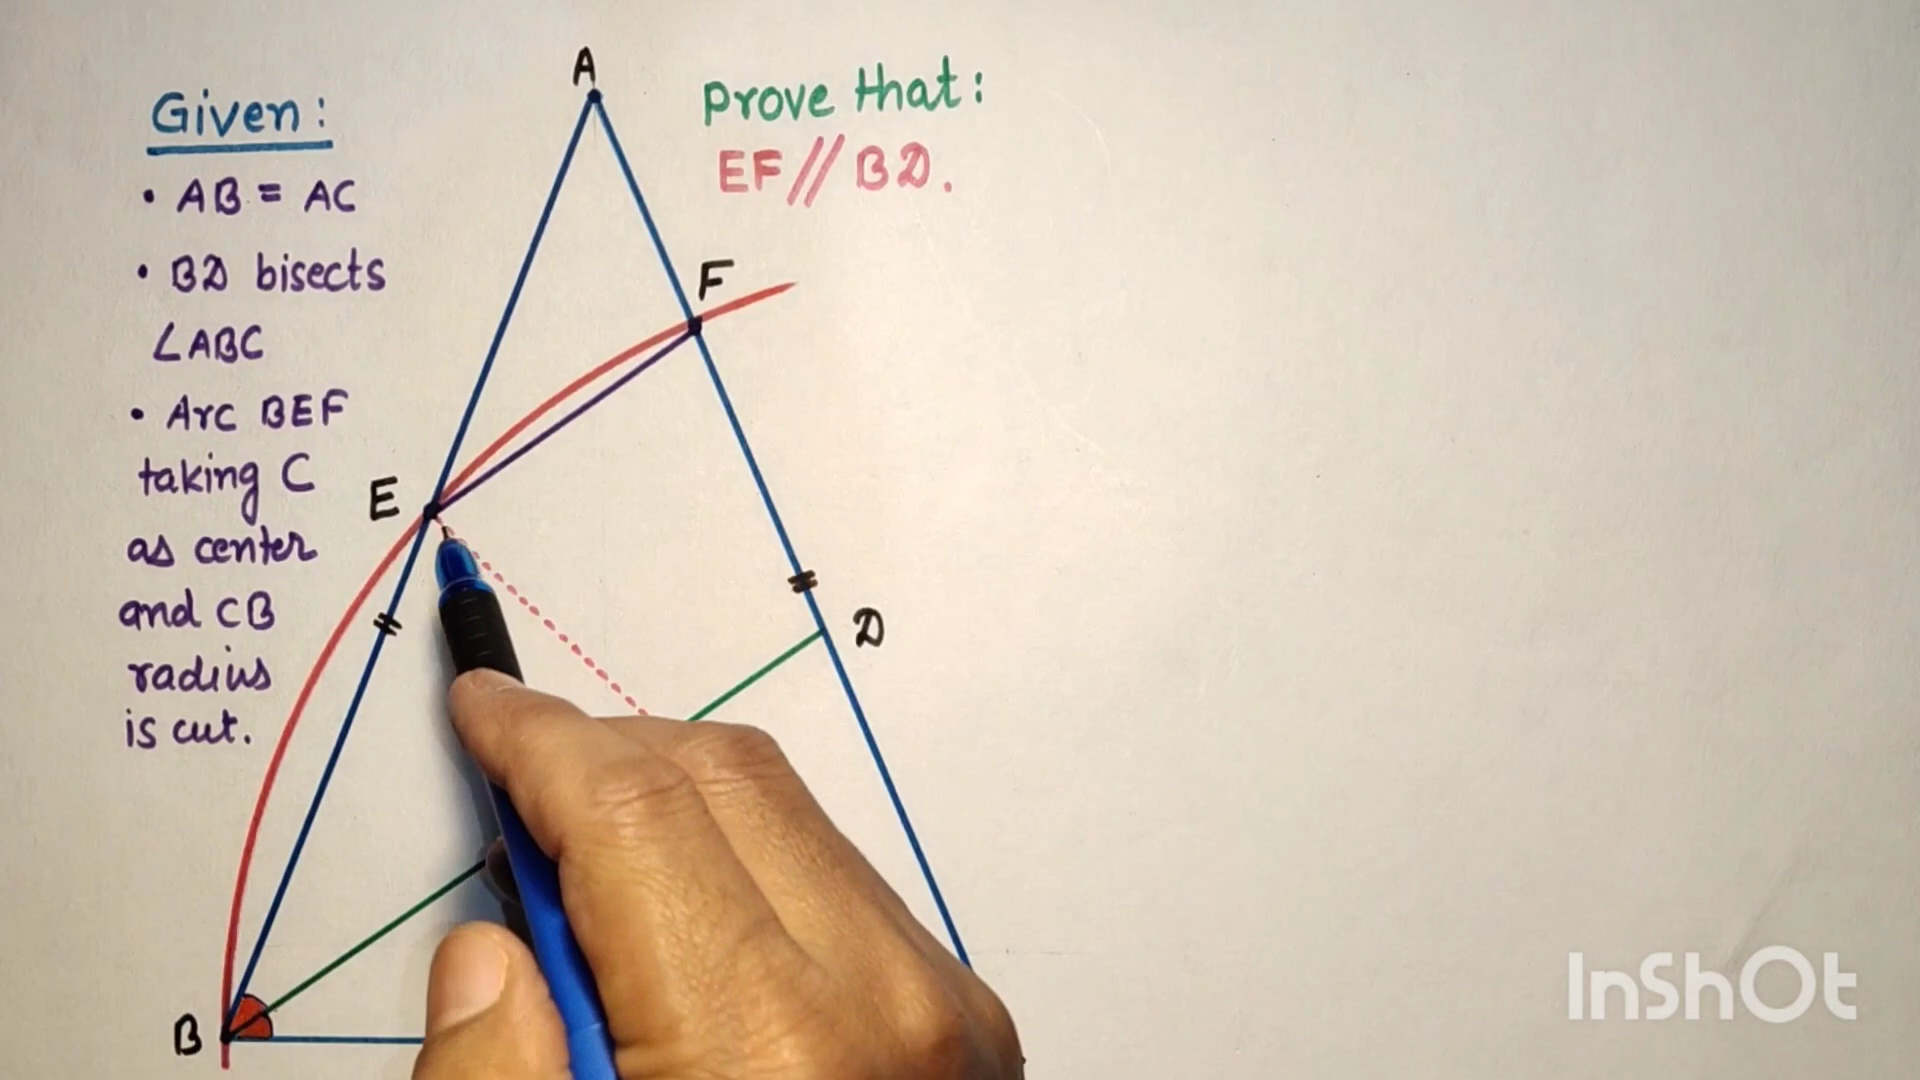 Given:
• AB = AC
• BD bisects
∠ABC
• Arc BEF
taking C
as center
and CB
radius
is cut.
Prove that:
EF // BD.
A
F
E
D
B
InShOt